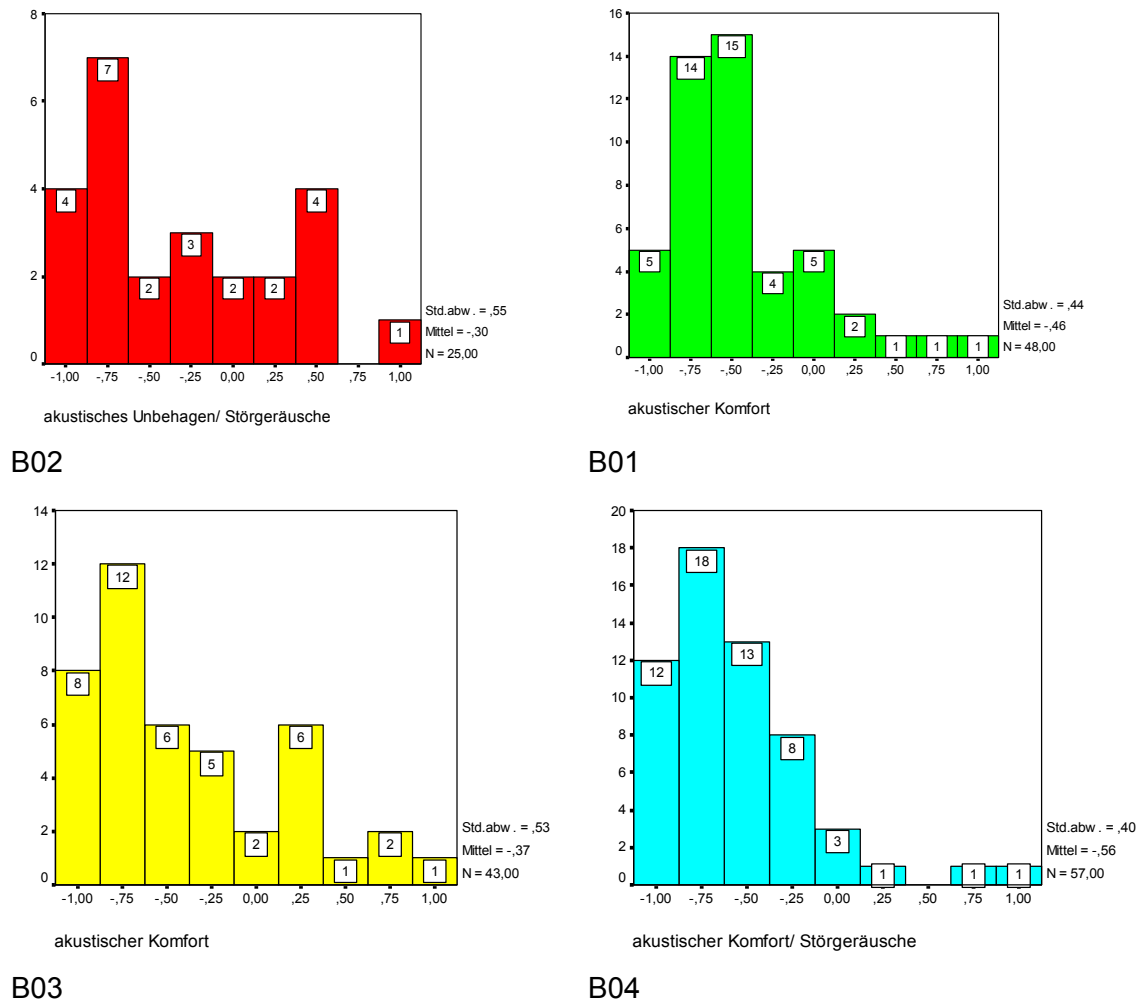 8
6
4
2
0
4
7
2
3
2
2
4
1
-1,00 -,75 -,50 -,25 0,00 ,25 ,50 ,75 1,00
Std.abw . = ,55
Mittel = -,30
N = 25,00
akustisches Unbehagen/ Störgeräusche
B02
16
14
12
10
8
6
4
2
0
5
14
15
4
5
2
1
1
1
-1,00 -,75 -,50 -,25 0,00 ,25 ,50 ,75 1,00
Std.abw . = ,44
Mittel = -,46
N = 48,00
akustischer Komfort
B01
14
12
10
8
6
4
2
0
8
12
6
5
2
6
1
2
1
-1,00 -,75 -,50 -,25 0,00 ,25 ,50 ,75 1,00
Std.abw . = ,53
Mittel = -,37
N = 43,00
akustischer Komfort
B03
20
18
16
14
12
10
8
6
4
2
0
12
18
13
8
3
1
1
1
-1,00 -,75 -,50 -,25 0,00 ,25 ,50 ,75 1,00
Std.abw . = ,40
Mittel = -,56
N = 57,00
akustischer Komfort/ Störgeräusche
B04